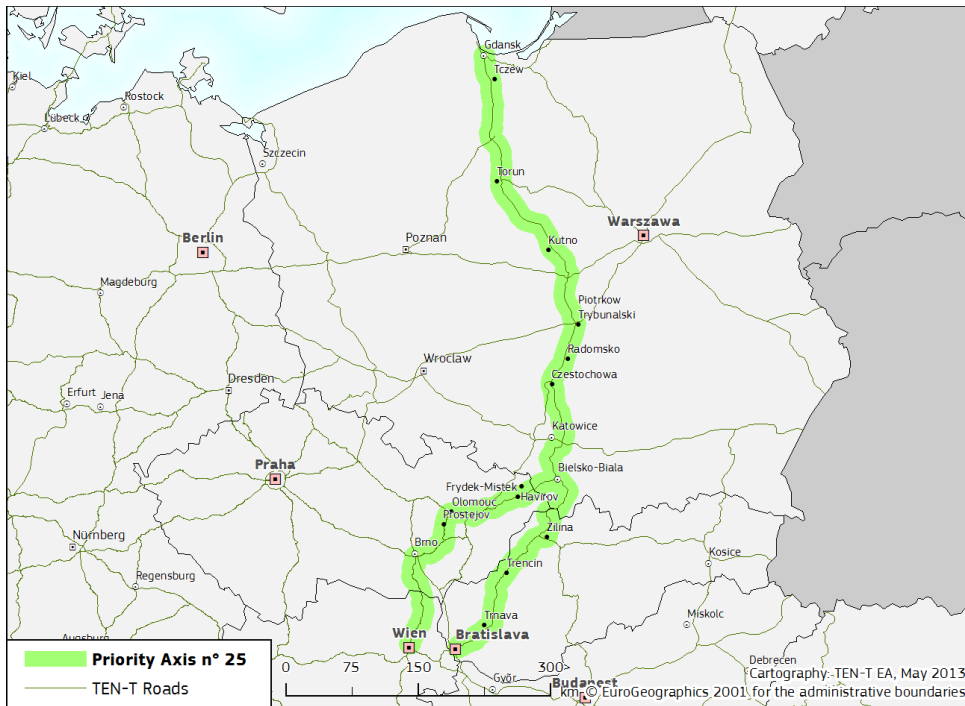 Gdansk
Kiel
Tczew
Rostock
Lübeck
Szczecin
Torun
Warszawa
Berlin
Poznan
Kutno
Magdeburg
Piotrkow
Trybunalski
Radomsko
Wroclaw
Dresden
Czestochowa
Erfurt
Jena
Katowice
Praha
Bielsko-Biala
Frydek-Mistek
Havirov
Olomouc
Prostejov
Nürnberg
Brno
Zilina
Kosice
Trencin
Regensburg
Miskolc
Trnava
Wien
Bratislava
Augsburg
Priority Axis n° 25
TEN-T Roads
0 75 150 300
km
Debrecen
Győr
Budapest
Cartography: TEN-T EA, May 2013
© EuroGeographics 2001 for the administrative boundaries